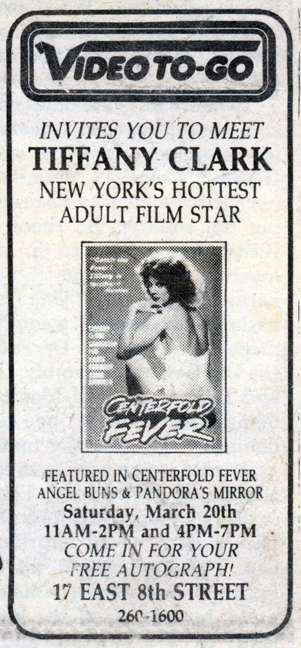 VIDEO TO-GO
INVITES YOU TO MEET
TIFFANY CLARK
NEW YORK'S HOTTEST
ADULT FILM STAR
CENTERFOLD
FEVER
FEATURED IN CENTERFOLD FEVER
ANGEL BUNS & PANDORA'S MIRROR
Saturday, March 20th
11AM-2PM and 4PM-7PM
COME IN FOR YOUR
FREE AUTOGRAPH!
17 EAST 8th STREET
260-1600